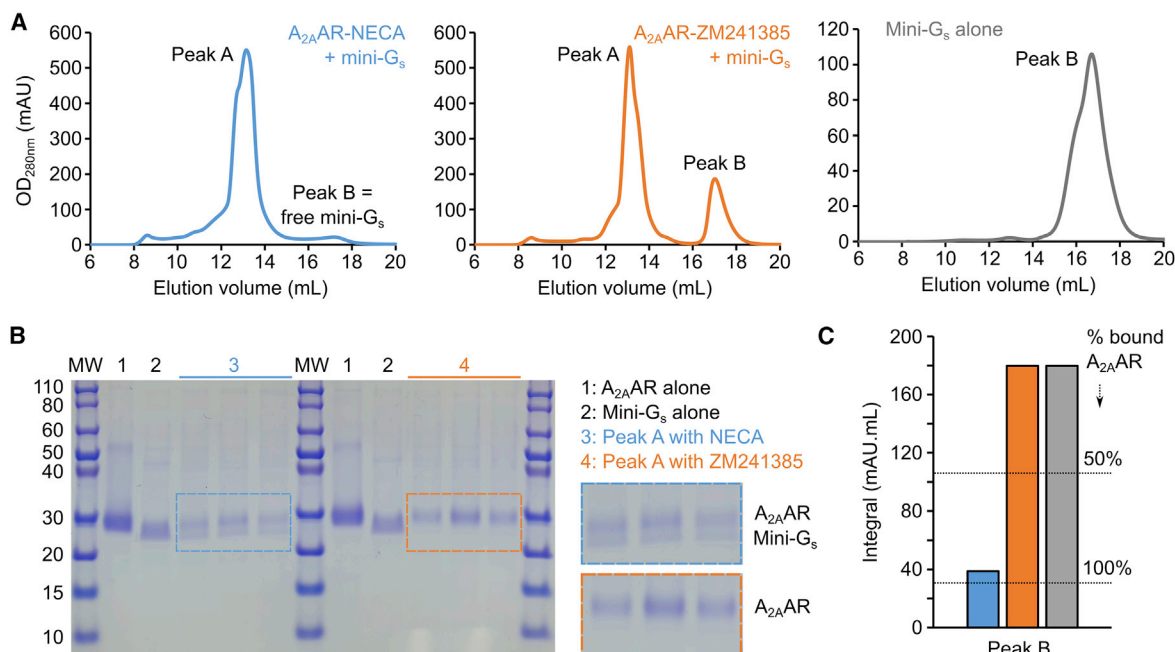 A
A2AAR-NECA
+ mini-Gs
Peak A
Peak B =
free mini-Gs
OD280nm (mAU)
600
500
400
300
200
100
0
6 8 10 12 14 16 18 20
Elution volume (mL)
A2AAR-ZM241385
+ mini-Gs
Peak A
Peak B
600
500
400
300
200
100
0
6 8 10 12 14 16 18 20
Elution volume (mL)
Mini-Gs alone
Peak B
120
100
80
60
40
20
0
6 8 10 12 14 16 18 20
Elution volume (mL)
B
MW 1 2 3 MW 1 2 4
110
80
60
50
40
30
20
15
10
1: A2AAR alone
2: Mini-Gs alone
3: Peak A with NECA
4: Peak A with ZM241385
A2AAR
Mini-Gs
A2AAR
C
% bound
A2AAR
50%
100%
Integral (mAU.mL)
200
160
120
80
40
0
Peak B